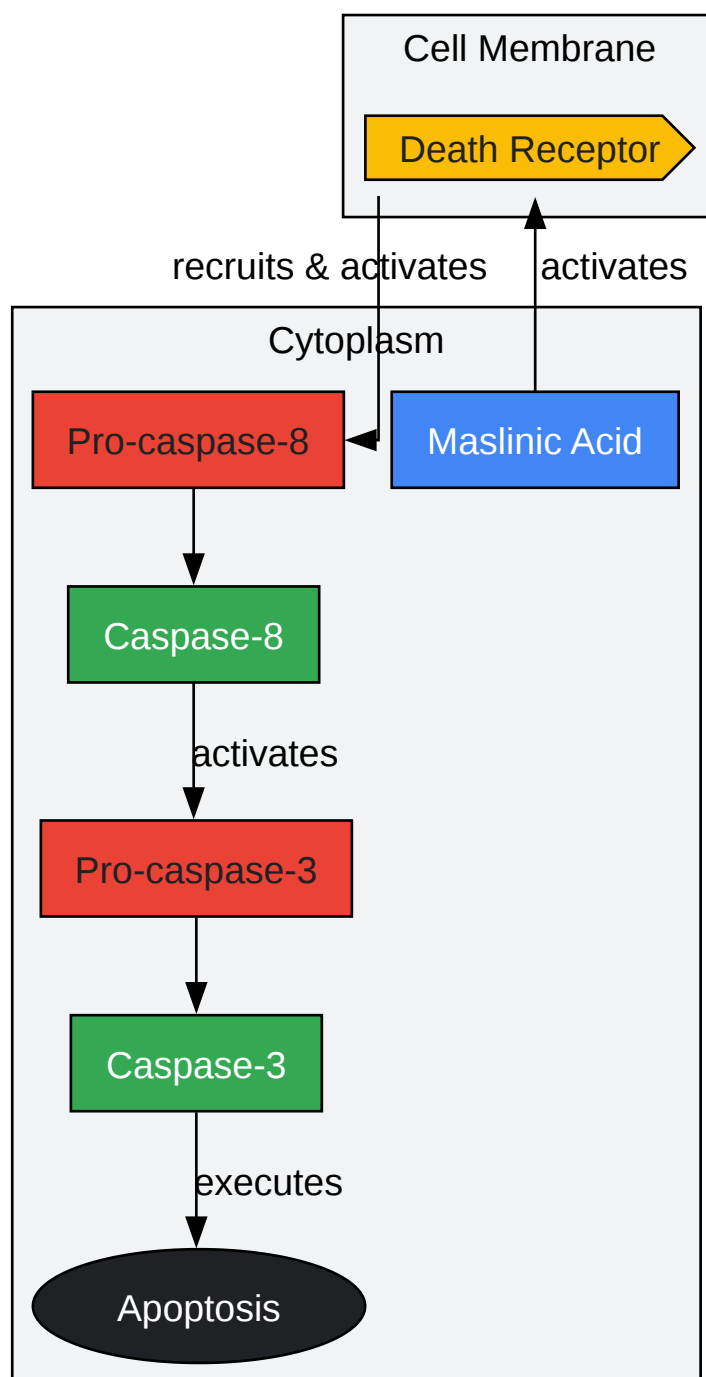 Cell Membrane
Death Receptor
recruits & activates
activates
Cytoplasm
Pro-caspase-8
Maslinic Acid
Caspase-8
activates
Pro-caspase-3
Caspase-3
executes
Apoptosis